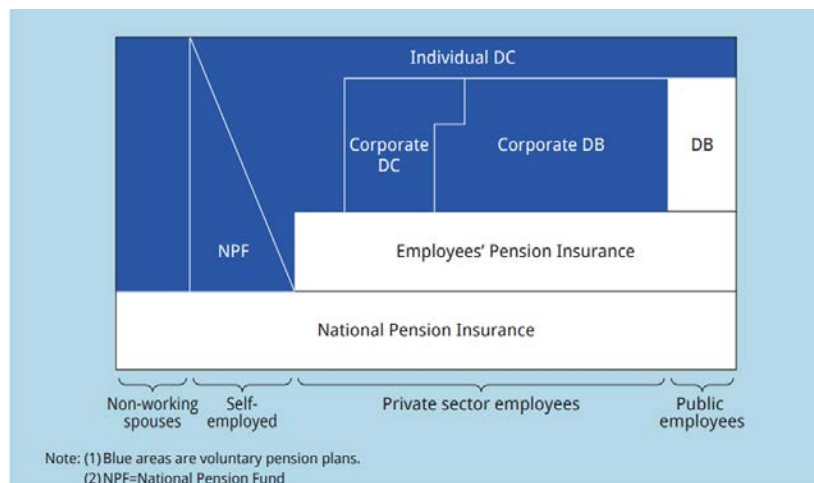 Individual DC
Corporate
DC
Corporate DB
DB
NPF
Employees’ Pension Insurance
National Pension Insurance
Non-working
spouses
Self-
employed
Private sector employees
Public
employees
Note: (1) Blue areas are voluntary pension plans.
(2) NPF=National Pension Fund